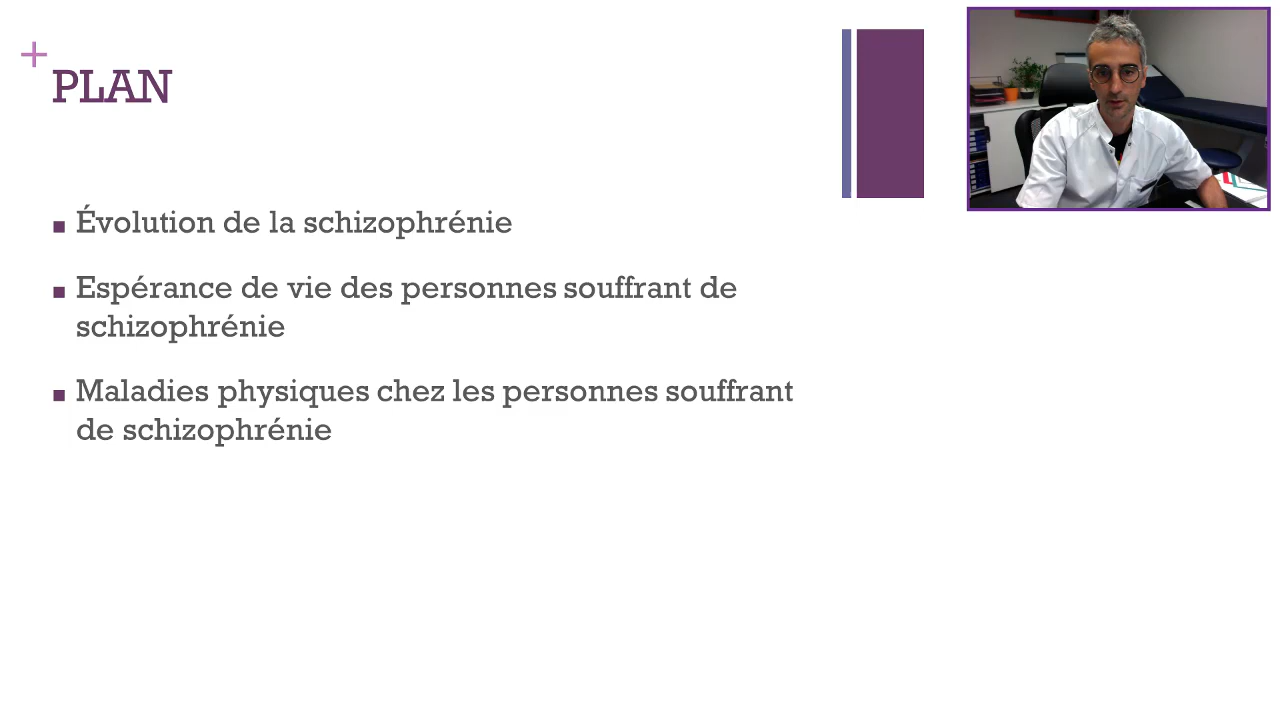 PLAN
Évolution de la schizophrénie
Espérance de vie des personnes souffrant de
schizophrénie
Maladies physiques chez les personnes souffrant
de schizophrénie